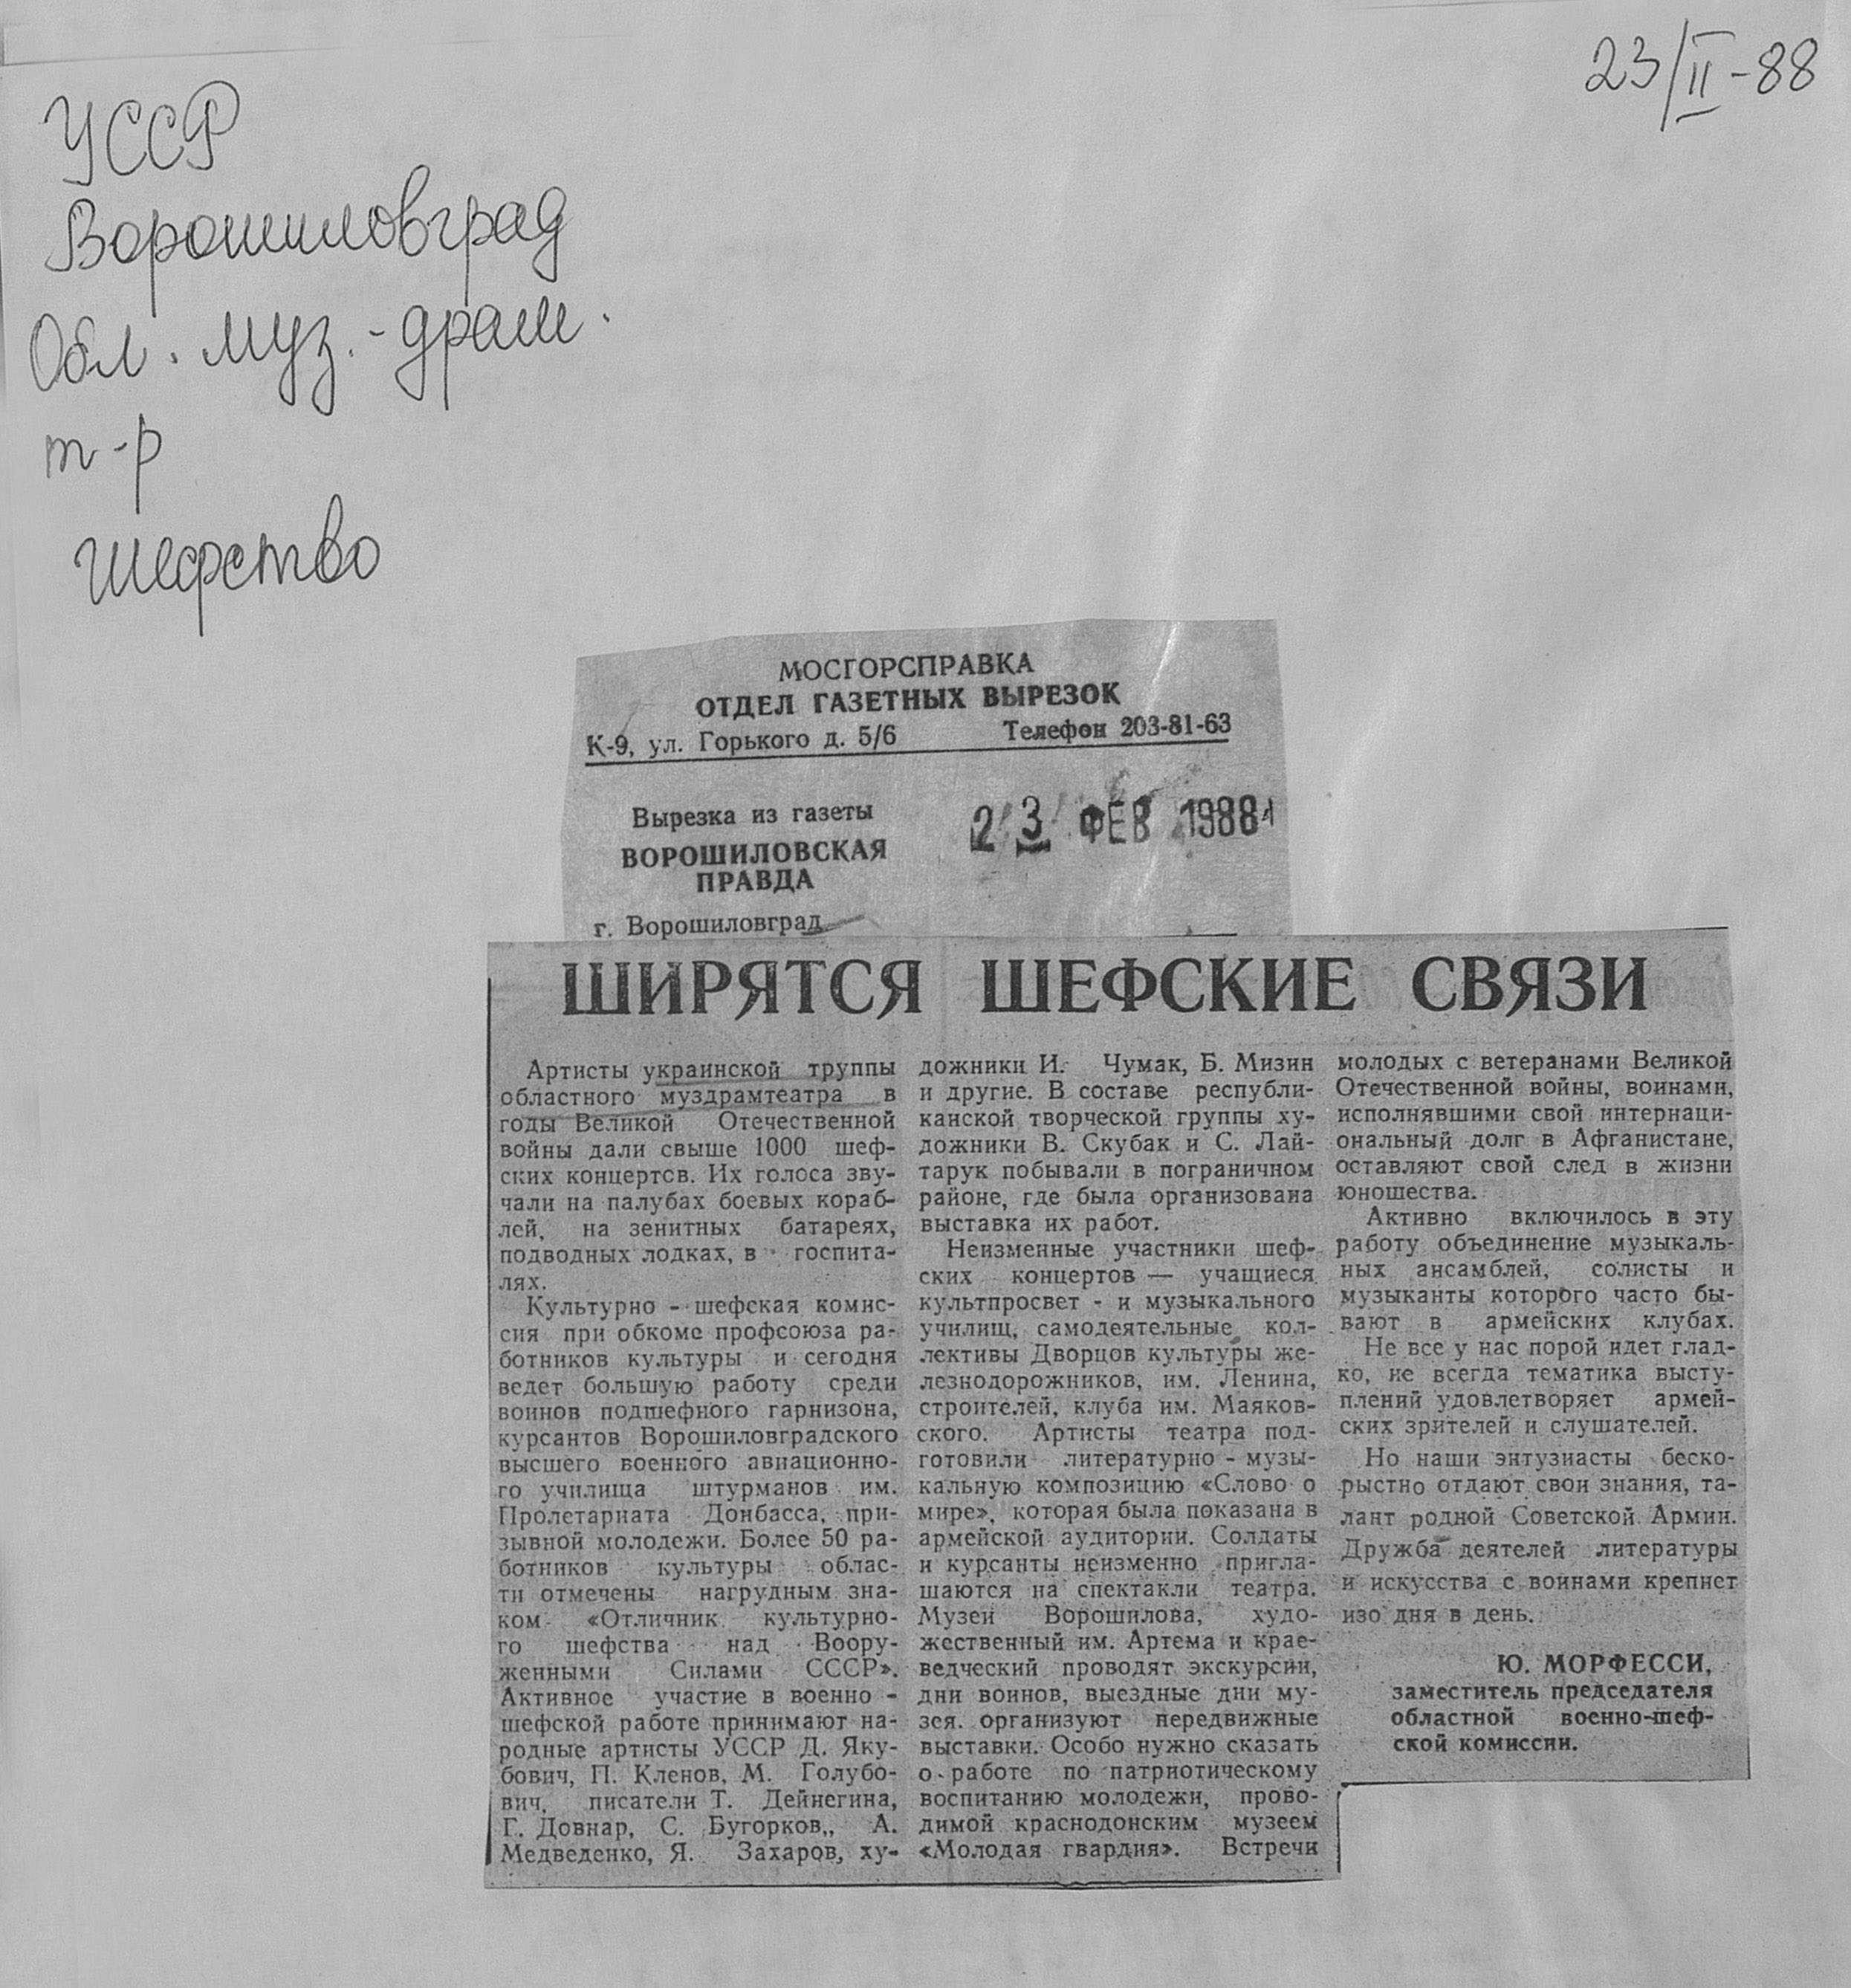 23/II-88
УССР
Ворошиловград
Обл. муз.-драм.
т-р
шефство
МОСГОРСПРАВКА
ОТДЕЛ ГАЗЕТНЫХ ВЫРЕЗОК
К-9, ул. Горького д. 5/6 Телефон 203-81-63
Вырезка из газеты
ВОРОШИЛОВСКАЯ
ПРАВДА
г. Ворошиловград
23 ФЕВ 1988
ШИРЯТСЯ ШЕФСКИЕ СВЯЗИ
Артисты украинской труппы
областного муздрамтеатра в
годы Великой Отечественной
войны дали свыше 1000 шеф-
ских концертсв. Их голоса зву-
чали на палубах боевых кораб-
лей, на зенитных батареях,
подводных лодках, в госпита-
лях.
Культурно - шефская комис-
сия при обкоме профсоюза ра-
ботников культуры и сегодня
ведет большую работу среди
воинов подшефного гарнизона,
курсантов Ворошиловградского
высшего военного авиационно-
го училища штурманов им.
Пролетариата Донбасса, при-
зывной молодежи. Более 50 ра-
ботников культуры облас-
ти отмечены нагрудным зна-
ком «Отличник культурно-
го шефства над Воору-
женными Силами СССР».
Активное участие в военно -
шефской работе принимают на-
родные артисты УССР Д. Яку-
бович, П. Кленов, М. Голубо-
вич, писатели Т. Дейнегина,
Г. Довнар, С. Бугорков,, А.
Медведенко, Я. Захаров, ху-
дожники И. Чумак, Б. Мизин
и другие. В составе республи-
канской творческой группы ху-
дожники В. Скубак и С. Лай-
тарук побывали в пограничном
районе, где была организована
выставка их работ.
Неизменные участники шеф-
ских концертов — учащиеся
культпросвет - и музыкального
училищ, самодеятельные кол-
лективы Дворцов культуры же-
лезнодорожников, им. Ленина,
строителей, клуба им. Маяков-
ского. Артисты театра под-
готовили литературно - музы-
кальную композицию «Слово о
мире», которая была показана в
армейской аудитории. Солдаты
и курсанты неизменно пригла-
шаются на спектакли театра.
Музеи Ворошилова, худо-
жественный им. Артема и крае-
ведческий проводят экскурсии,
дни воинов, выездные дни му-
зея. организуют передвижные
выставки. Особо нужно сказать
о работе по патриотическому
воспитанию молодежи, прово-
димой краснодонским музеем
«Молодая гвардия». Встречи
молодых с ветеранами Великой
Отечественной войны, воинами,
исполнявшими свой интернаци-
ональный долг в Афганистане,
оставляют свой след в жизни
юношества.
Активно включилось в эту
работу объединение музыкаль-
ных ансамблей, солисты и
музыканты которого часто бы-
вают в армейских клубах.
Не все у нас порой идет глад-
ко, не всегда тематика высту-
плений удовлетворяет армей-
ских зрителей и слушателей.
Но наши энтузиасты беско-
рыстно отдают свои знания, та-
лант родной Советской Армии.
Дружба деятелей литературы
и искусства с воинами крепнет
изо дня в день.
Ю. МОРФЕССИ,
заместитель председателя
областной военно-шеф-
ской комиссии.